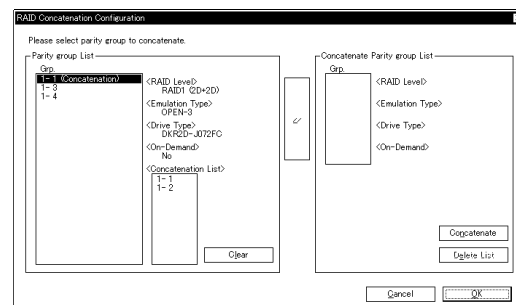 RAID Concatenation Configuration
Please select parity group to concatenate.
Parity group List
Grp.
1- 1 (Concatenation)
1- 3
1- 4
<RAID Level>
RAID1 (2D+2D)
<Emulation Type>
OPEN-3
<Drive Type>
DKR2D-J072FC
<On-Demand>
No
<Concatenation List>
1- 1
1- 2
Clear
Concatenate Parity group List
Grp.
<RAID Level>
<Emulation Type>
<Drive Type>
<On-Demand>
Concatenate
Delete List
Cancel
OK